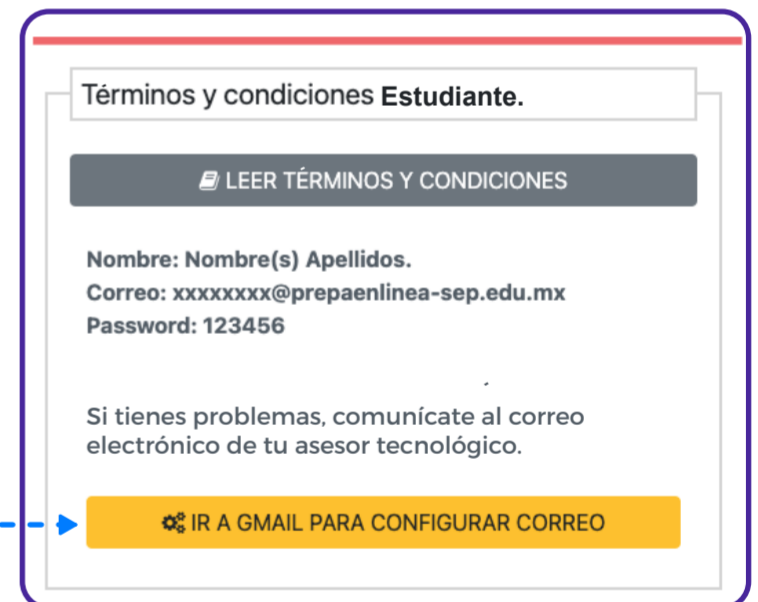 Términos y condiciones Estudiante.
LEER TÉRMINOS Y CONDICIONES
Nombre: Nombre(s) Apellidos.
Correo: xxxxxxxx@prepaenlinea-sep.edu.mx
Password: 123456
Si tienes problemas, comunícate al correo
electrónico de tu asesor tecnológico.
IR A GMAIL PARA CONFIGURAR CORREO